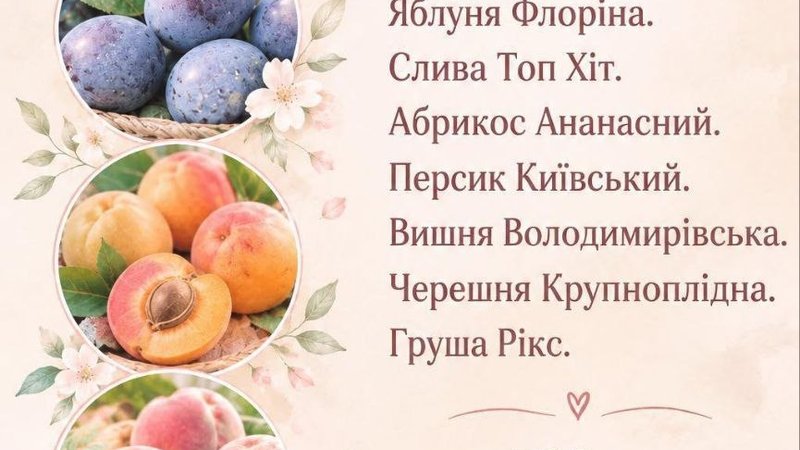 Яблуня Флоріна.
Слива Топ Хіт.
Абрикос Ананасний.
Персик Київський.
Вишня Володимирівська.
Черешня Крупноплідна.
Груша Рікс.